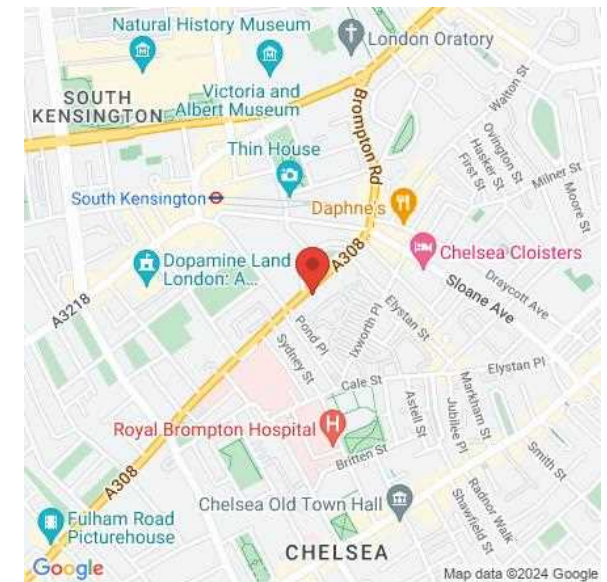 Natural History Museum
London Oratory
Victoria and
Albert Museum
SOUTH
KENSINGTON
Brompton Rd
Walton St
Ovington St
Hasker St
First St
Milner St
Moore St
Thin House
South Kensington
Daphne's
Chelsea Cloisters
A308
Dopamine Land
London: A...
A3218
Draycott Ave
Sloane Ave
Elystan St
Ixworth Pl
Pond Pl
Sydney St
Elystan Pl
Cale St
Markham St
Jubilee Pl
Astell St
Smith St
Royal Brompton Hospital
H
Britten St
Radnor Walk
Shawfield St
A308
Chelsea Old Town Hall
Fulham Road
Picturehouse
CHELSEA
Google
Map data ©2024 Google